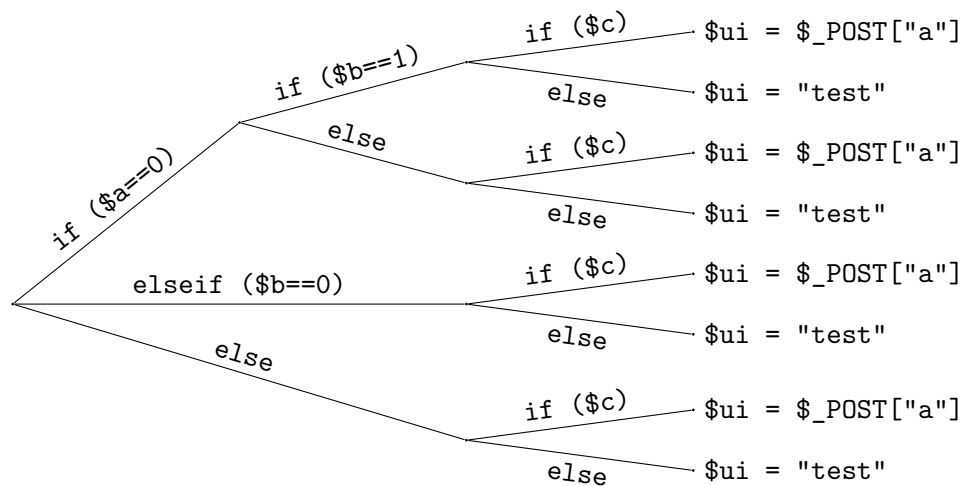 if ($c)
$ui = $_POST["a"]
if ($b==1)
else
$ui = "test"
else
if ($c)
$ui = $_POST["a"]
if ($a==0)
else
$ui = "test"
elseif ($b==0)
if ($c)
$ui = $_POST["a"]
else
$ui = "test"
else
if ($c)
$ui = $_POST["a"]
else
$ui = "test"